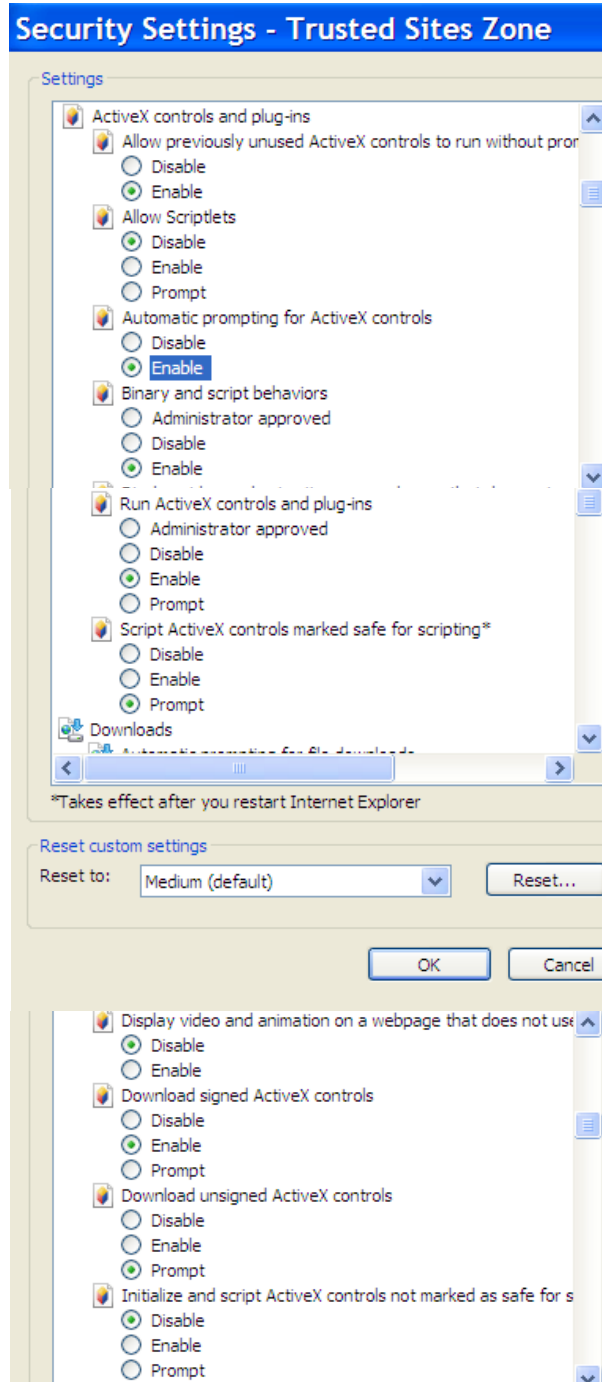 Security Settings - Trusted Sites Zone
Settings
ActiveX controls and plug-ins
Allow previously unused ActiveX controls to run without pror
Disable
Enable
Allow Scriptlets
Disable
Enable
Prompt
Automatic prompting for ActiveX controls
Disable
Enable
Binary and script behaviors
Administrator approved
Disable
Enable
Run ActiveX controls and plug-ins
Administrator approved
Disable
Enable
Prompt
Script ActiveX controls marked safe for scripting*
Disable
Enable
Prompt
Downloads
Automatic prompting for file downloads
*Takes effect after you restart Internet Explorer
Reset custom settings
Reset to:
Medium (default)
Reset...
OK
Cancel
Display video and animation on a webpage that does not use
Disable
Enable
Download signed ActiveX controls
Disable
Enable
Prompt
Download unsigned ActiveX controls
Disable
Enable
Prompt
Initialize and script ActiveX controls not marked as safe for s
Disable
Enable
Prompt